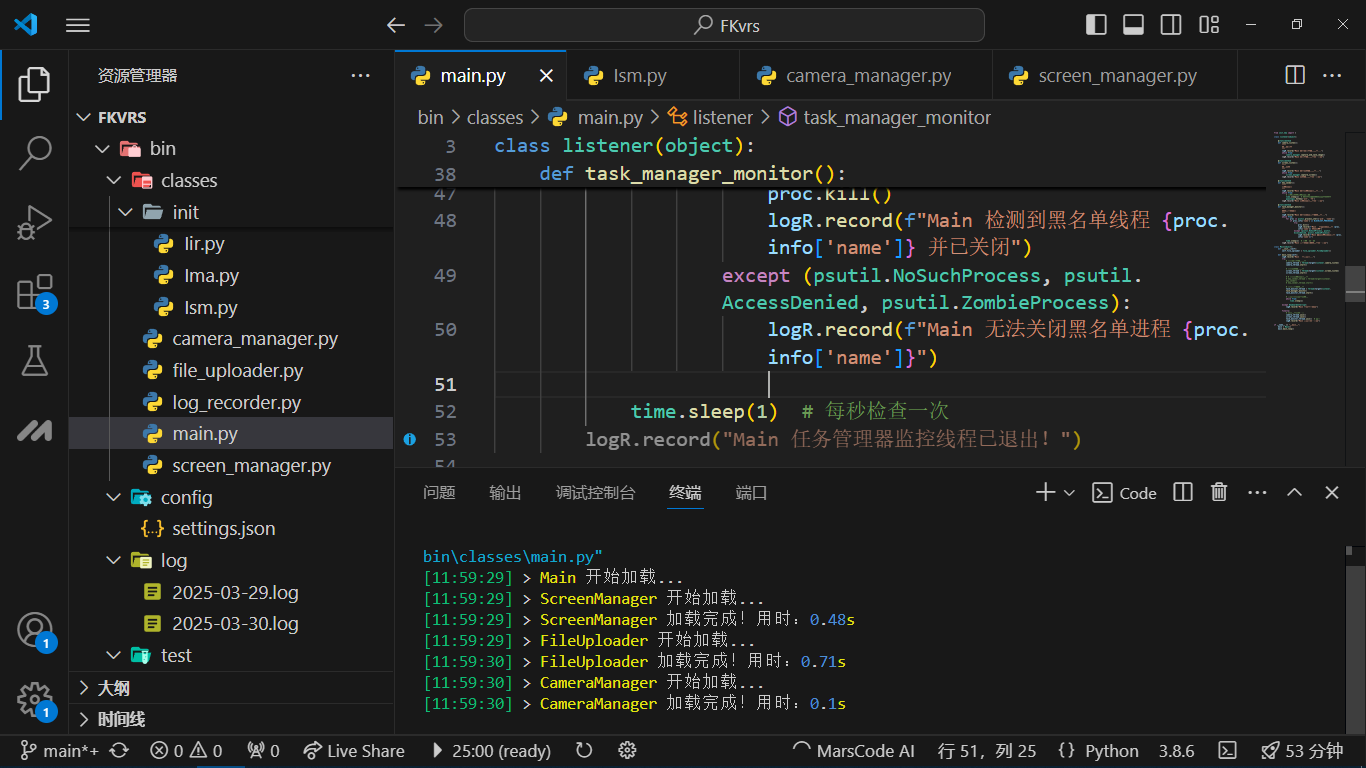 FKvrs
资源管理器
FKVRS
bin
classes
init
lir.py
lma.py
lsm.py
camera_manager.py
file_uploader.py
log_recorder.py
main.py
screen_manager.py
config
settings.json
log
2025-03-29.log
2025-03-30.log
test
大纲
时间线
3
1
1
main.py
lsm.py
camera_manager.py
screen_manager.py
bin > classes > main.py > listener > task_manager_monitor
3 class listener(object):
38 def task_manager_monitor():
47 proc.kill()
48 logR.record(f"Main 检测到黑名单线程 {proc.
info['name']} 并已关闭")
49 except (psutil.NoSuchProcess, psutil.
AccessDenied, psutil.ZombieProcess):
50 logR.record(f"Main 无法关闭黑名单进程 {proc.
info['name']}")
51
52 time.sleep(1) # 每秒检查一次
53 logR.record("Main 任务管理器监控线程已退出！")
54
问题 输出 调试控制台 终端 端口
Code
bin\classes\main.py"
[11:59:29] > Main 开始加载...
[11:59:29] > ScreenManager 开始加载...
[11:59:29] > ScreenManager 加载完成！用时：0.48s
[11:59:29] > FileUploader 开始加载...
[11:59:30] > FileUploader 加载完成！用时：0.71s
[11:59:30] > CameraManager 开始加载...
[11:59:30] > CameraManager 加载完成！用时：0.1s
main*+ 0 0 0 Live Share 25:00 (ready) MarsCode AI 行 51，列 25 {} Python 3.8.6 53 分钟